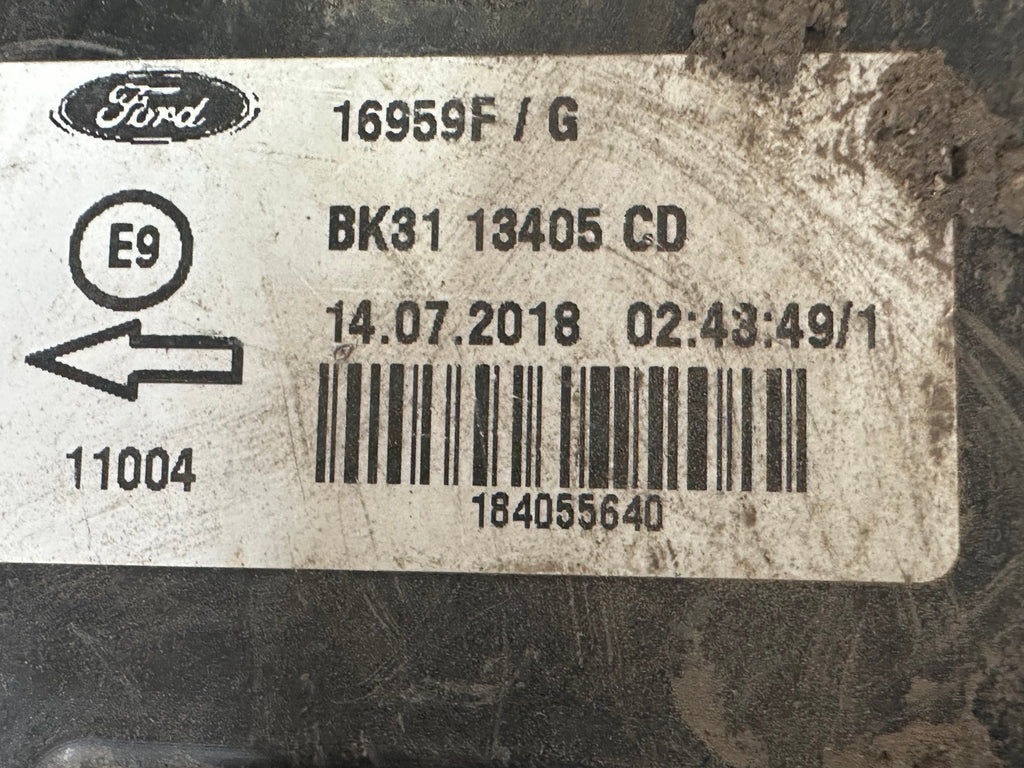 Ford
16959F / G
E9
BK31 13405 CD
14.07.2018 02:43:49/1
11004
184055640